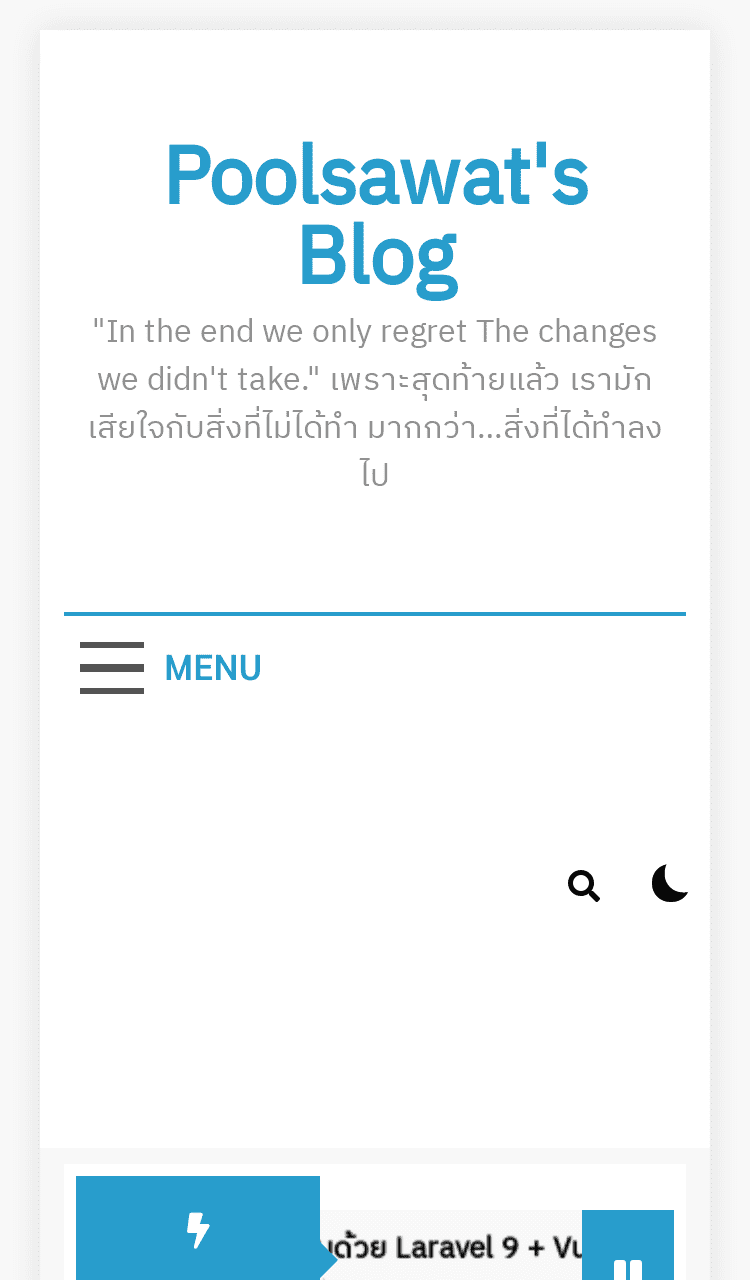 Poolsawat's
Blog
"In the end we only regret The changes
we didn't take." เพราะสุดท้ายแล้ว เรามัก
เสียใจกับสิ่งที่ไม่ได้ทำ มากกว่า...สิ่งที่ได้ทำลง
ไป
MENU
ด้วย Laravel 9 +